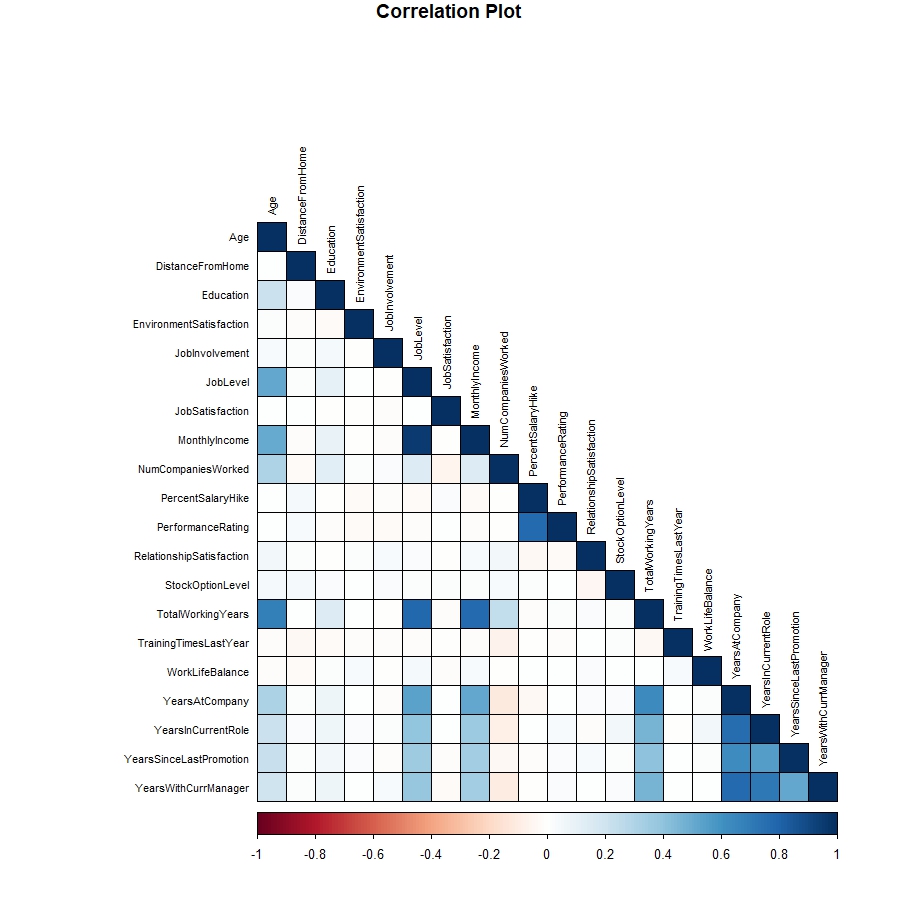 Correlation Plot
Age
DistanceFromHome
Education
EnvironmentSatisfaction
JobInvolvement
JobLevel
JobSatisfaction
MonthlyIncome
NumCompaniesWorked
PercentSalaryHike
PerformanceRating
RelationshipSatisfaction
StockOptionLevel
TotalWorkingYears
TrainingTimesLastYear
WorkLifeBalance
YearsAtCompany
YearsInCurrentRole
YearsSinceLastPromotion
YearsWithCurrManager
Age
DistanceFromHome
Education
EnvironmentSatisfaction
JobInvolvement
JobLevel
JobSatisfaction
MonthlyIncome
NumCompaniesWorked
PercentSalaryHike
PerformanceRating
RelationshipSatisfaction
StockOptionLevel
TotalWorkingYears
TrainingTimesLastYear
WorkLifeBalance
YearsAtCompany
YearsInCurrentRole
YearsSinceLastPromotion
YearsWithCurrManager
-1 -0.8 -0.6 -0.4 -0.2 0 0.2 0.4 0.6 0.8 1